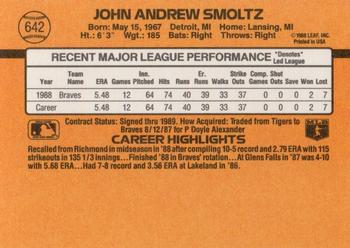 642
JOHN ANDREW SMOLTZ
Born: May 15, 1967 Detroit, MI Home: Lansing, MI
Ht.: 6' 3" Wgt.: 185 Bats: Right Throws: Right
© 1988 LEAF, INC.
Printed in USA
RECENT MAJOR LEAGUE PERFORMANCE
"Denotes"
Led League
Year Team Name ERA Games Inn. Pitched Hits Runs Er. Runs Walks Strike Outs Comp. Games Shut Outs Saves Won Lost
1988 Braves 5.48 12 64 74 40 39 33 37 0 0 0 2 7
Career 5.48 12 64 74 40 39 33 37 0 0 0 2 7
Contract Status: Signed thru 1989. How Acquired: Traded from Tigers to
Braves 8/12/87 for P Doyle Alexander
CAREER HIGHLIGHTS
Recalled from Richmond in midseason in '88 after compiling 10-5 record and 2.79 ERA with 115
strikeouts in 135 1/3 innings...Finished '88 in Braves' rotation...At Glens Falls in '87 was 4-10
with 5.68 ERA...Had 7-8 record and 3.56 ERA at Lakeland in '86.